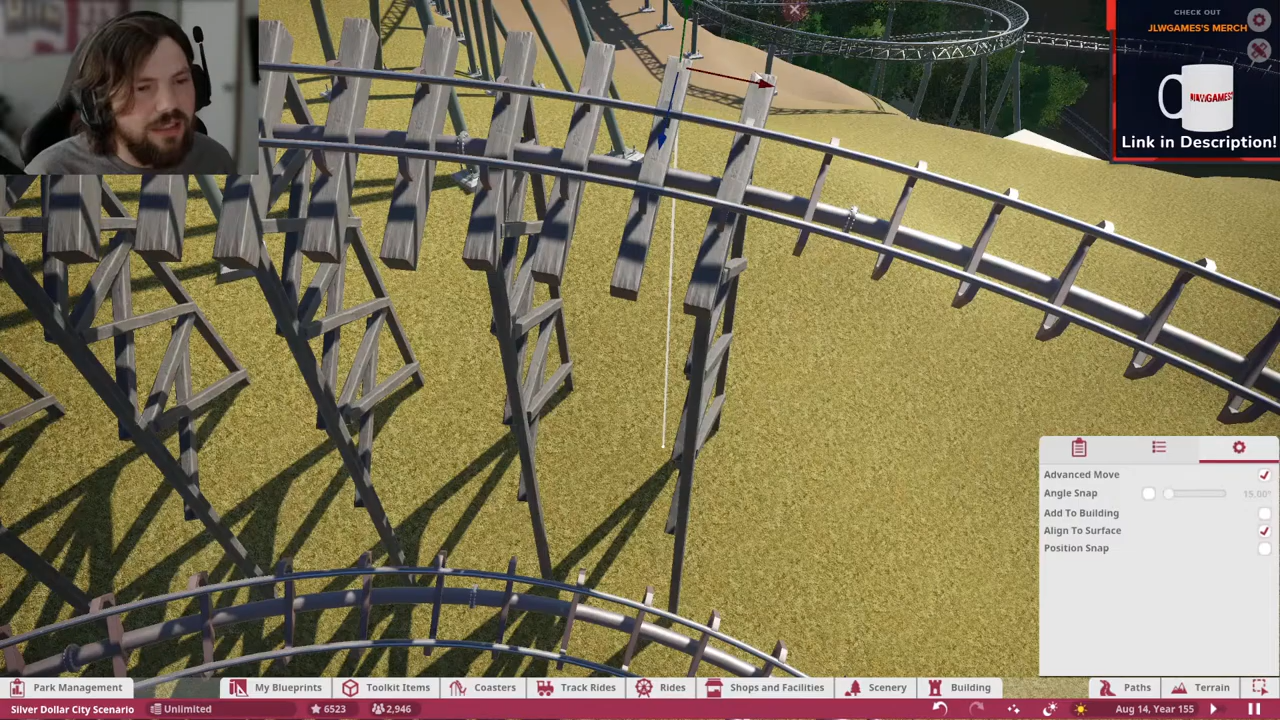 CHECK OUT
JLWGAMES'S MERCH
JLWGAMES
Link in Description!
Advanced Move
Angle Snap 15.00°
Add To Building
Align To Surface
Position Snap
Park Management My Blueprints Toolkit Items Coasters Track Rides Rides Shops and Facilities Scenery Building Paths Terrain
Silver Dollar City Scenario Unlimited 6523 2,946 Aug 14, Year 155